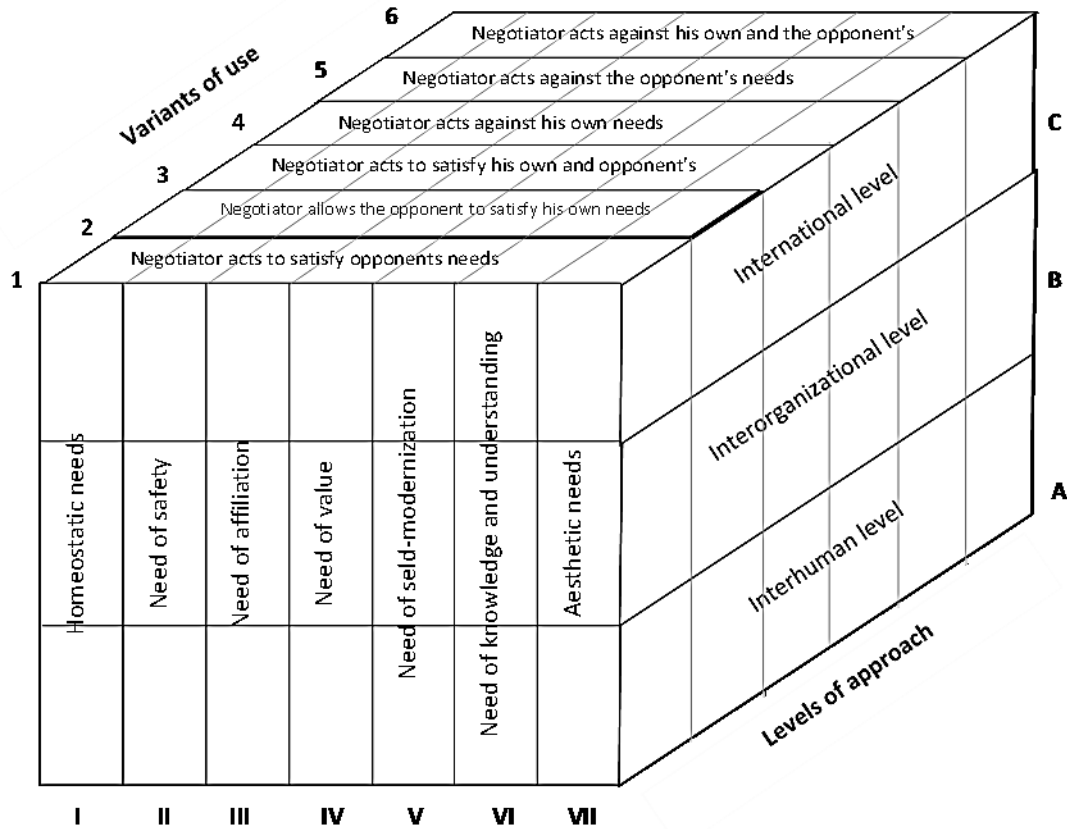 6
Negotiator acts against his own and the opponent's
5
Negotiator acts against the opponent's needs
Variants of use
4
Negotiator acts against his own needs
C
3
Negotiator acts to satisfy his own and opponent's
2
Negotiator allows the opponent to satisfy his own needs
International level
1
Negotiator acts to satisfy opponents needs
B
Homeostatic needs
Need of safety
Need of affiliation
Need of value
Need of seld-modernization
Need of knowledge and understanding
Aesthetic needs
Interorganizational level
A
Interhuman level
Levels of approach
I
II
III
IV
V
VI
VII